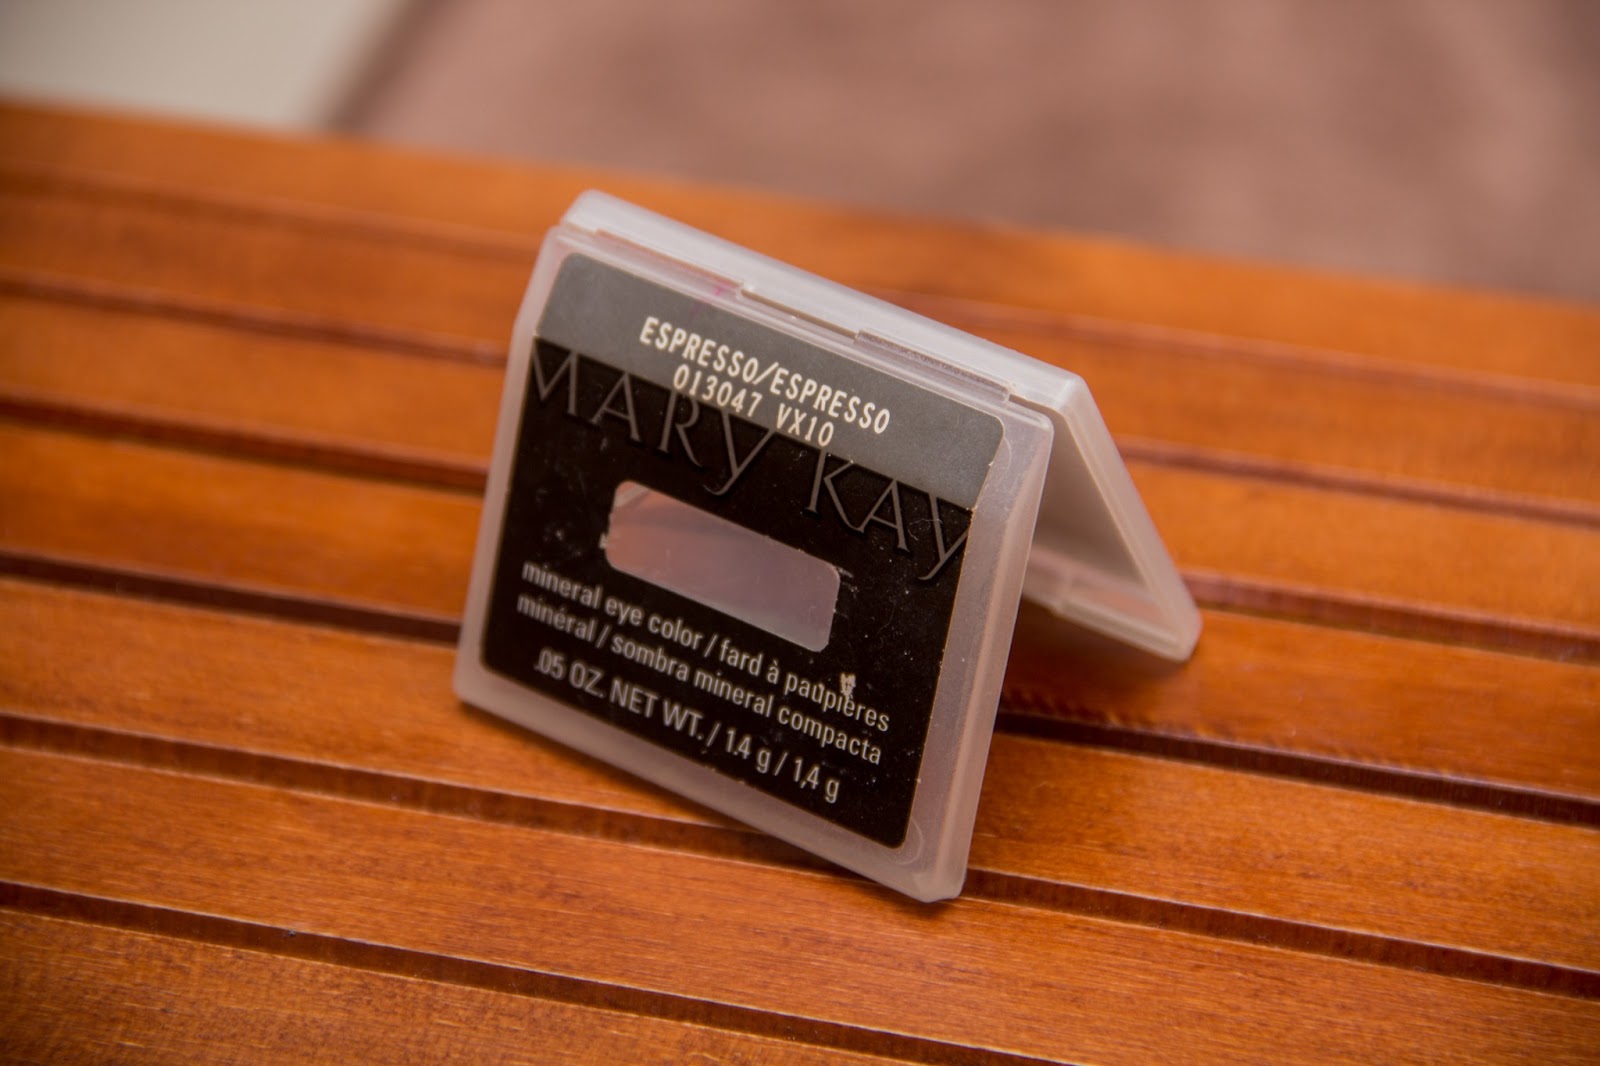 ESPRESSO/ESPRESSO
013047 VX10
MARY KAY
mineral eye color / fard à paupières
minéral / sombra mineral compacta
.05 OZ. NET WT. / 1.4 g / 1,4 g